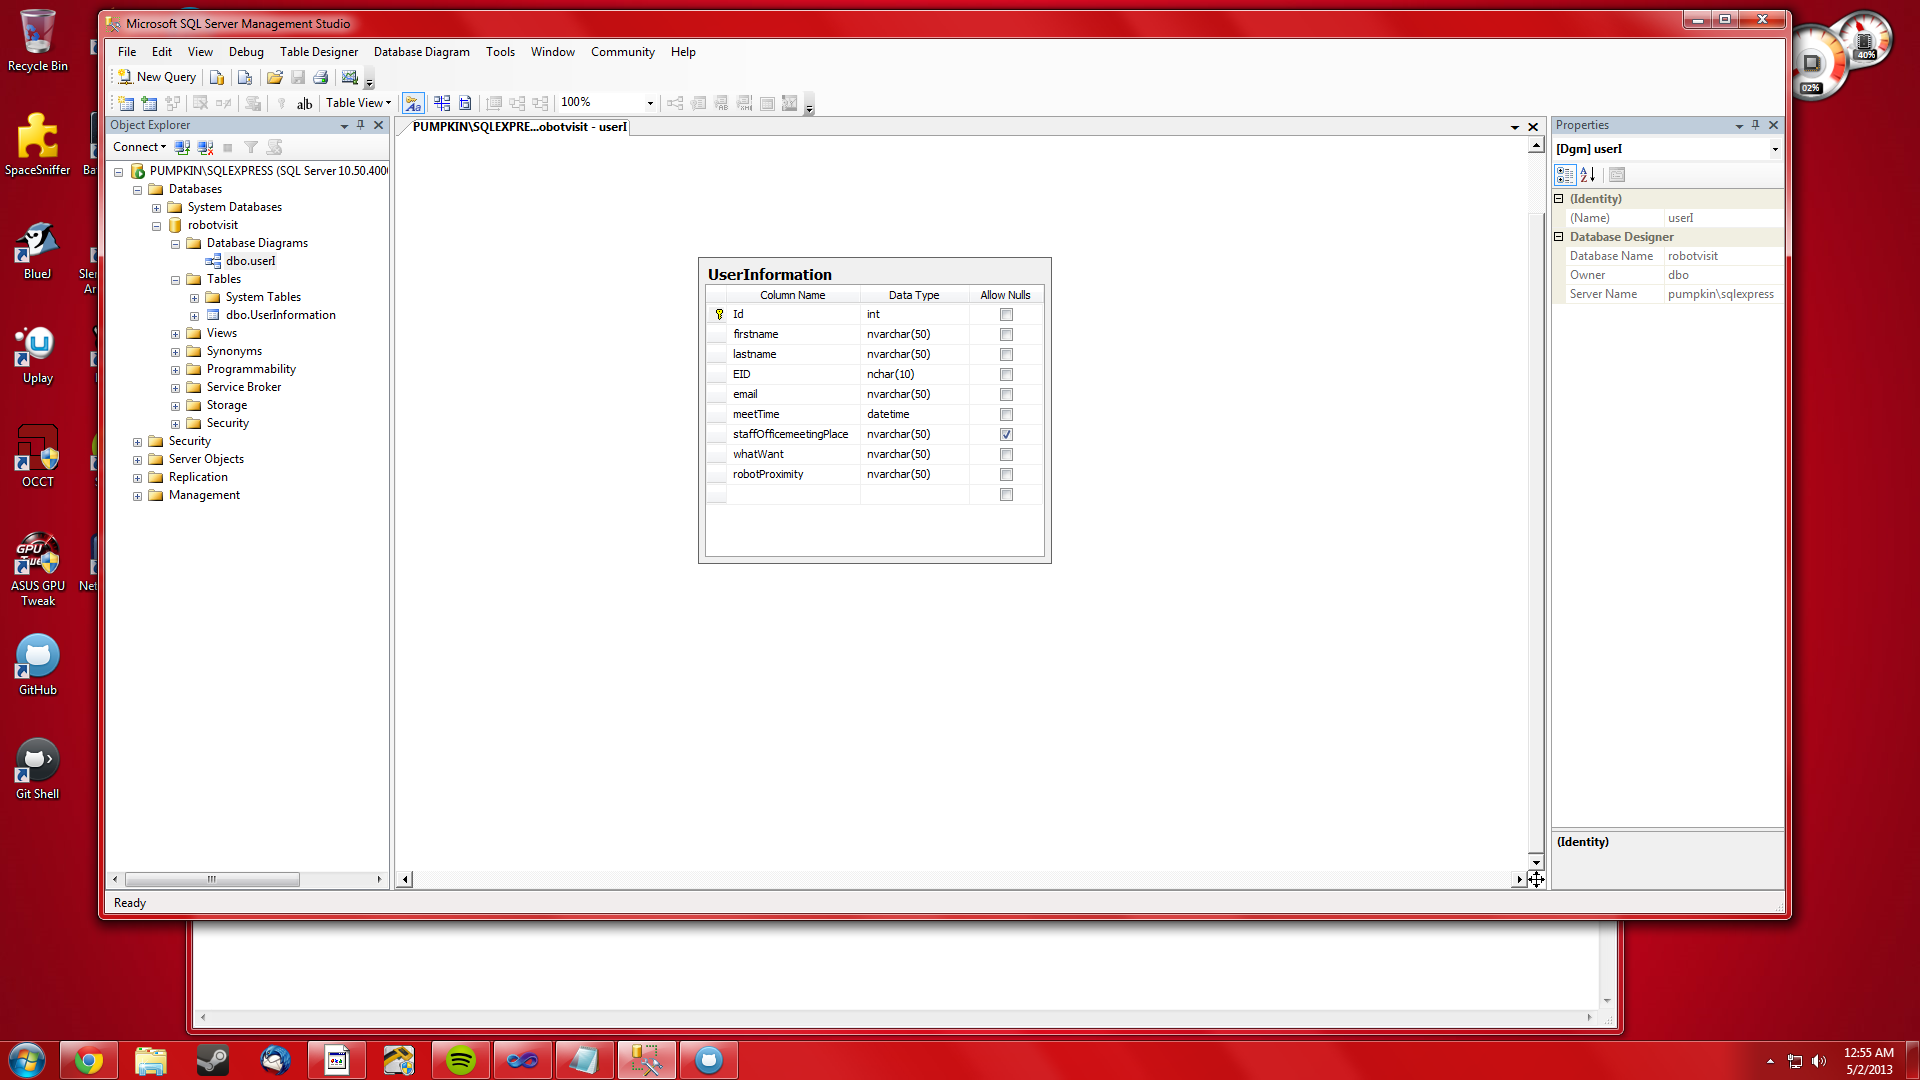 Microsoft SQL Server Management Studio
File Edit View Debug Table Designer Database Diagram Tools Window Community Help
New Query
Table View 100%
Object Explorer
Connect
PUMPKIN\SQLEXPRESS (SQL Server 10.50.400
Databases
System Databases
robotvisit
Database Diagrams
dbo.userI
Tables
System Tables
dbo.UserInformation
Views
Synonyms
Programmability
Service Broker
Storage
Security
Security
Server Objects
Replication
Management
PUMPKIN\SQLEXPRE...obotvisit - userI
UserInformation
Column Name Data Type Allow Nulls
Id int
firstname nvarchar(50)
lastname nvarchar(50)
EID nchar(10)
email nvarchar(50)
meetTime datetime
staffOfficemeetingPlace nvarchar(50)
whatWant nvarchar(50)
robotProximity nvarchar(50)
Properties
[Dgm] userI
(Identity)
(Name) userI
Database Designer
Database Name robotvisit
Owner dbo
Server Name pumpkin\sqlexpress
(Identity)
Ready
Recycle Bin
SpaceSniffer
BlueJ
Uplay
OCCT
ASUS GPU
Tweak
GitHub
Git Shell
40%
02%
12:55 AM
5/2/2013